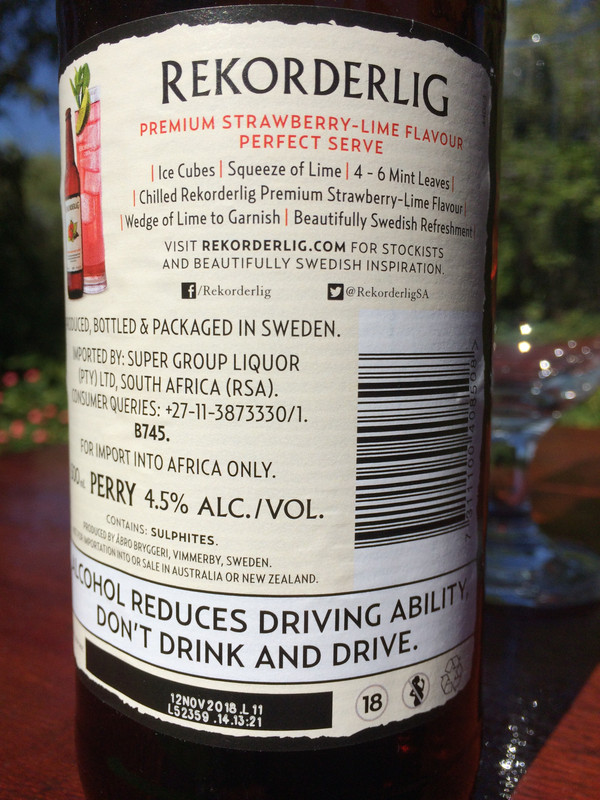 REKORDERLIG
PREMIUM STRAWBERRY-LIME FLAVOUR
PERFECT SERVE
| Ice Cubes | Squeeze of Lime | 4 - 6 Mint Leaves |
| Chilled Rekorderlig Premium Strawberry-Lime Flavour |
| Wedge of Lime to Garnish | Beautifully Swedish Refreshment |
VISIT REKORDERLIG.COM FOR STOCKISTS
AND BEAUTIFULLY SWEDISH INSPIRATION.
/Rekorderlig @RekorderligSA
BOTTLED & PACKAGED IN SWEDEN.
IMPORTED BY: SUPER GROUP LIQUOR
(PTY) LTD, SOUTH AFRICA (RSA).
CONSUMER QUERIES: +27-11-3873330/1.
B745.
FOR IMPORT INTO AFRICA ONLY.
PERRY 4.5% ALC./VOL.
CONTAINS: SULPHITES.
PRODUCED BY ÅBRO BRYGGERI, VIMMERBY, SWEDEN.
IMPORTATION INTO OR SALE IN AUSTRALIA OR NEW ZEALAND.
ALCOHOL REDUCES DRIVING ABILITY,
DON'T DRINK AND DRIVE.
12NOV2018.L11
L52359 .14.13:21
18